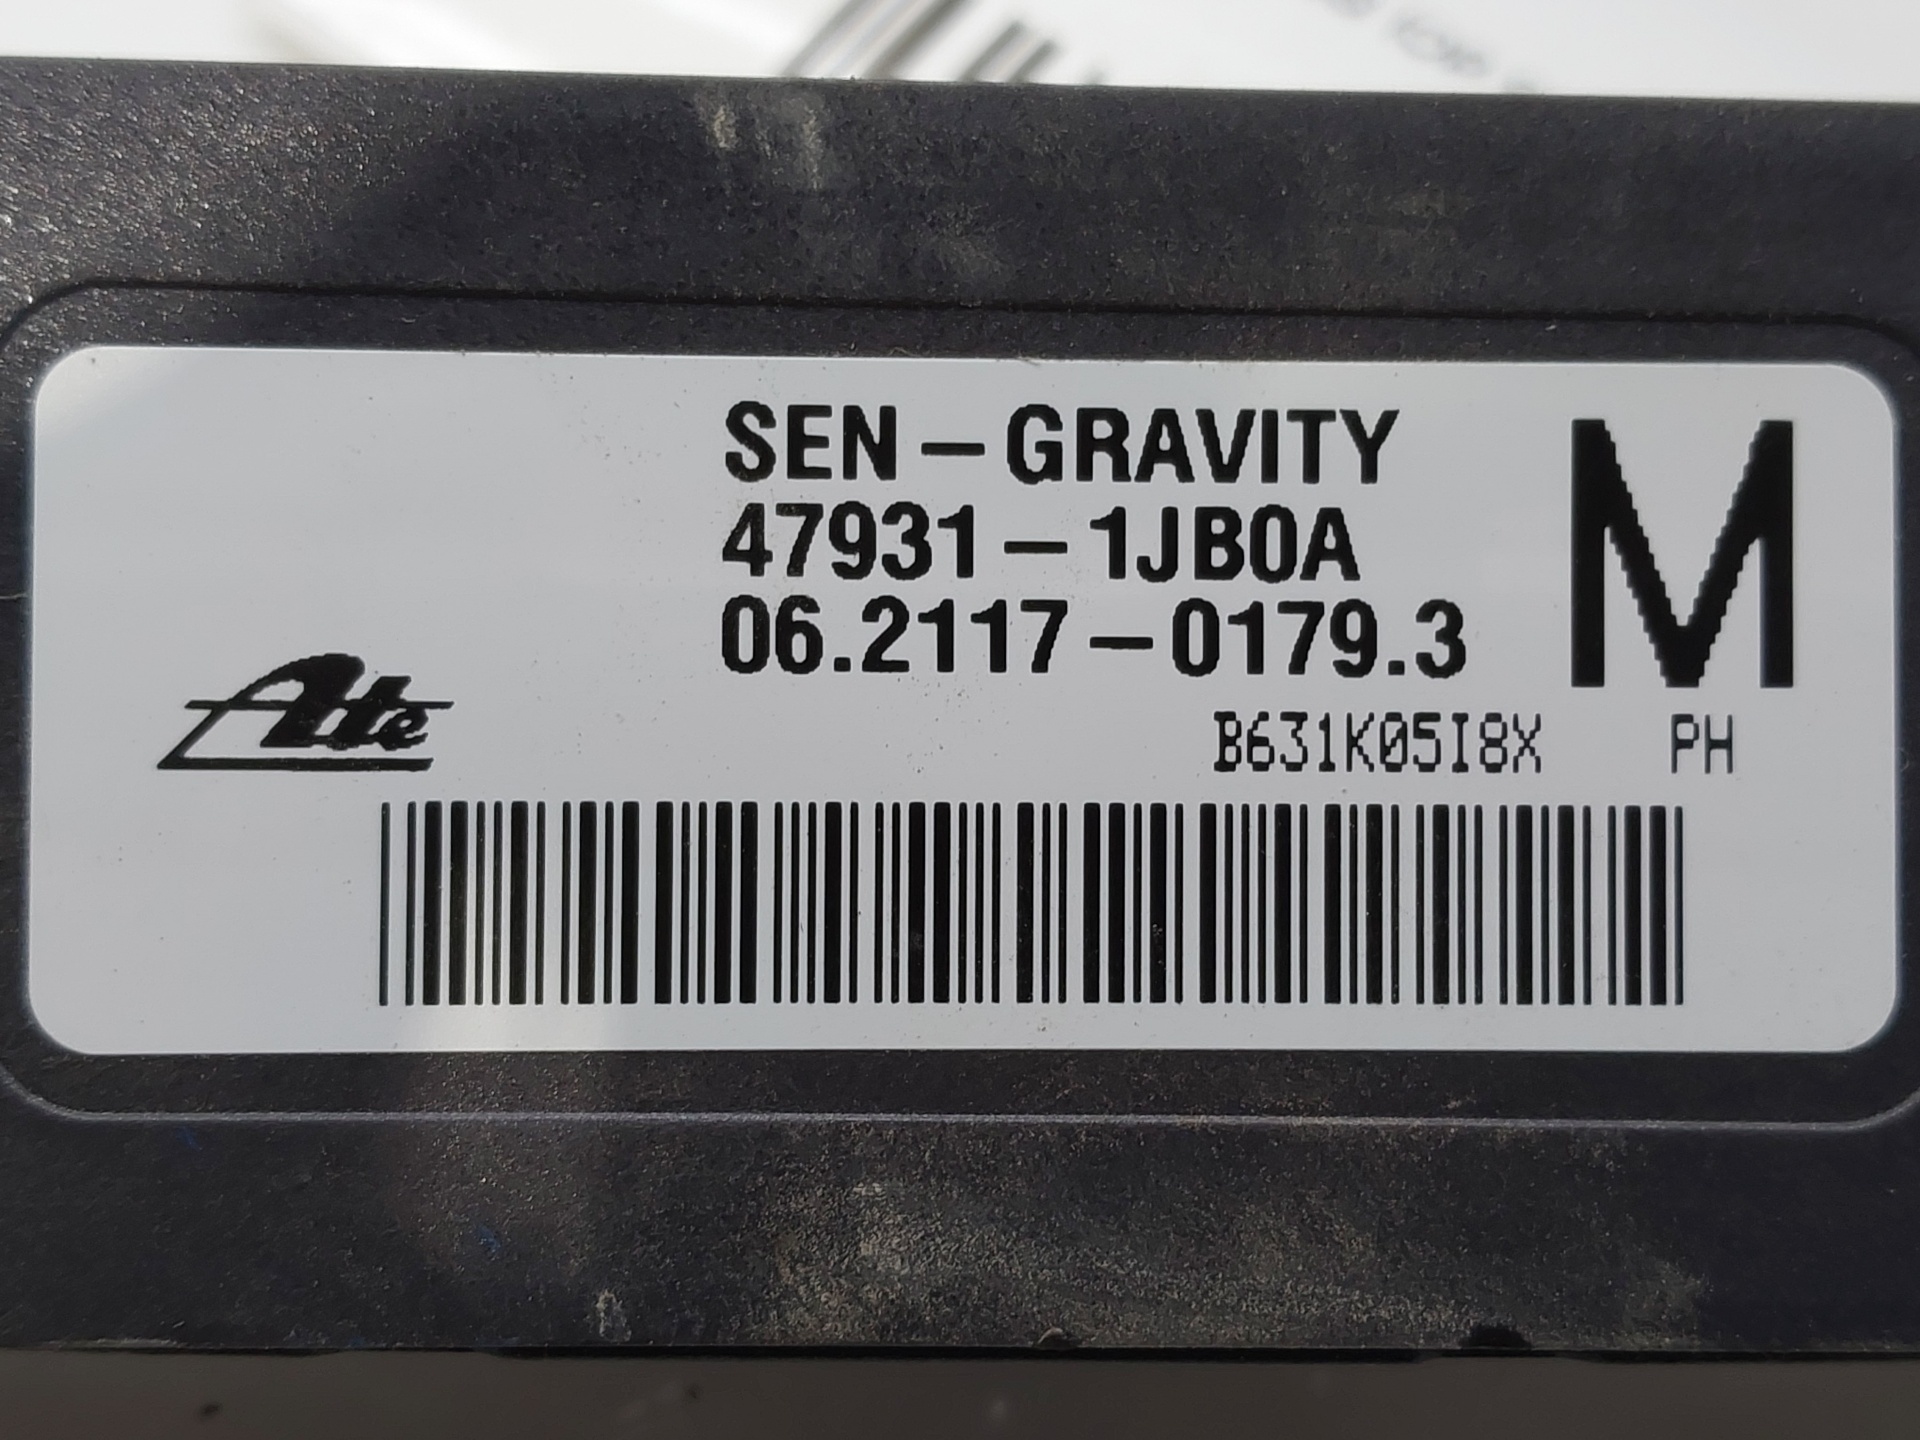 SEN-GRAVITY
47931-1JB0A
06.2117-0179.3
M
Ate
B631K05I8X PH